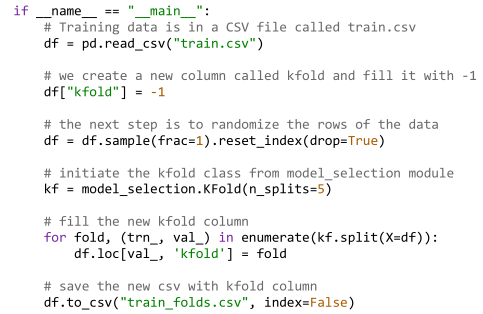 if __name__ == "__main__":
    # Training data is in a CSV file called train.csv
    df = pd.read_csv("train.csv")

    # we create a new column called kfold and fill it with -1
    df["kfold"] = -1

    # the next step is to randomize the rows of the data
    df = df.sample(frac=1).reset_index(drop=True)

    # initiate the kfold class from model_selection module
    kf = model_selection.KFold(n_splits=5)

    # fill the new kfold column
    for fold, (trn_, val_) in enumerate(kf.split(X=df)):
        df.loc[val_, 'kfold'] = fold

    # save the new csv with kfold column
    df.to_csv("train_folds.csv", index=False)